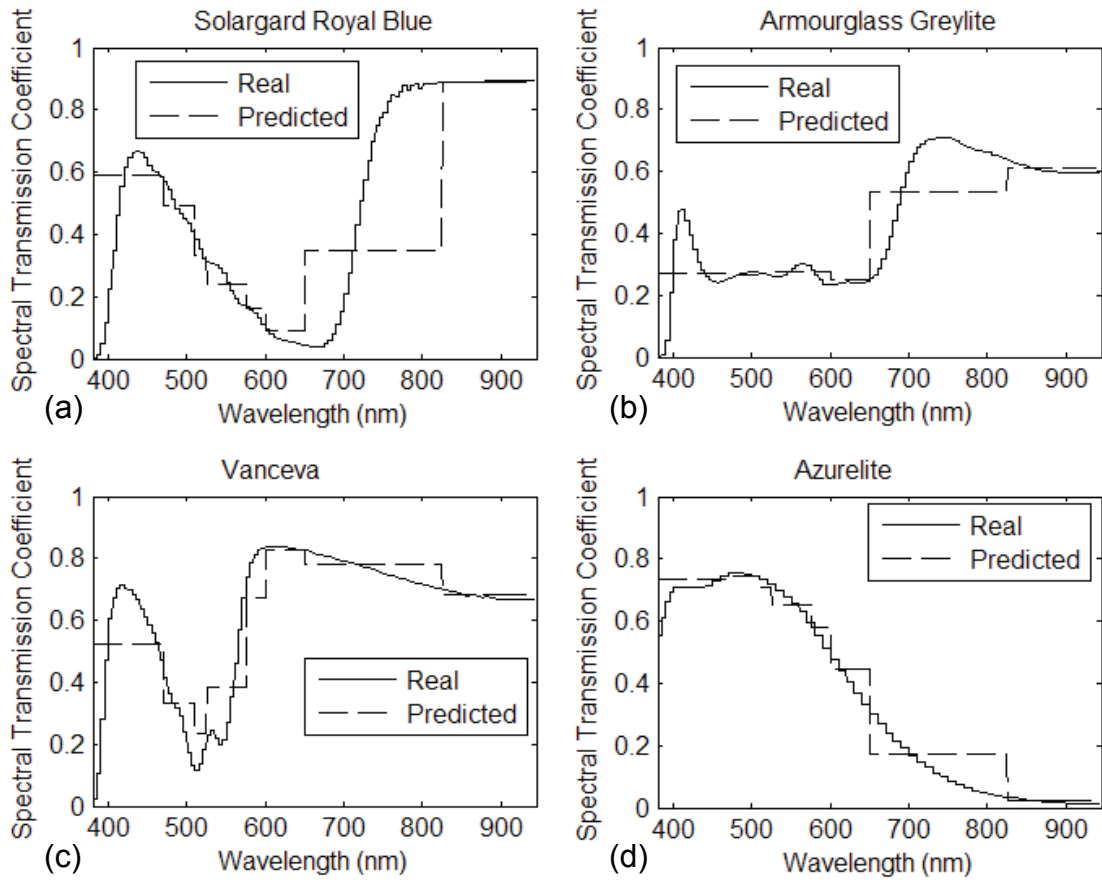 Solargard Royal Blue
Spectral Transmission Coefficient
1
0.8
0.6
0.4
0.2
0
Real
Predicted
400 500 600 700 800 900
Wavelength (nm)
(a)
Armourglass Greylite
Spectral Transmission Coefficient
1
0.8
0.6
0.4
0.2
0
Real
Predicted
400 500 600 700 800 900
Wavelength (nm)
(b)
Vanceva
Spectral Transmission Coefficient
1
0.8
0.6
0.4
0.2
0
Real
Predicted
400 500 600 700 800 900
Wavelength (nm)
(c)
Azurelite
Spectral Transmission Coefficient
1
0.8
0.6
0.4
0.2
0
Real
Predicted
400 500 600 700 800 900
Wavelength (nm)
(d)